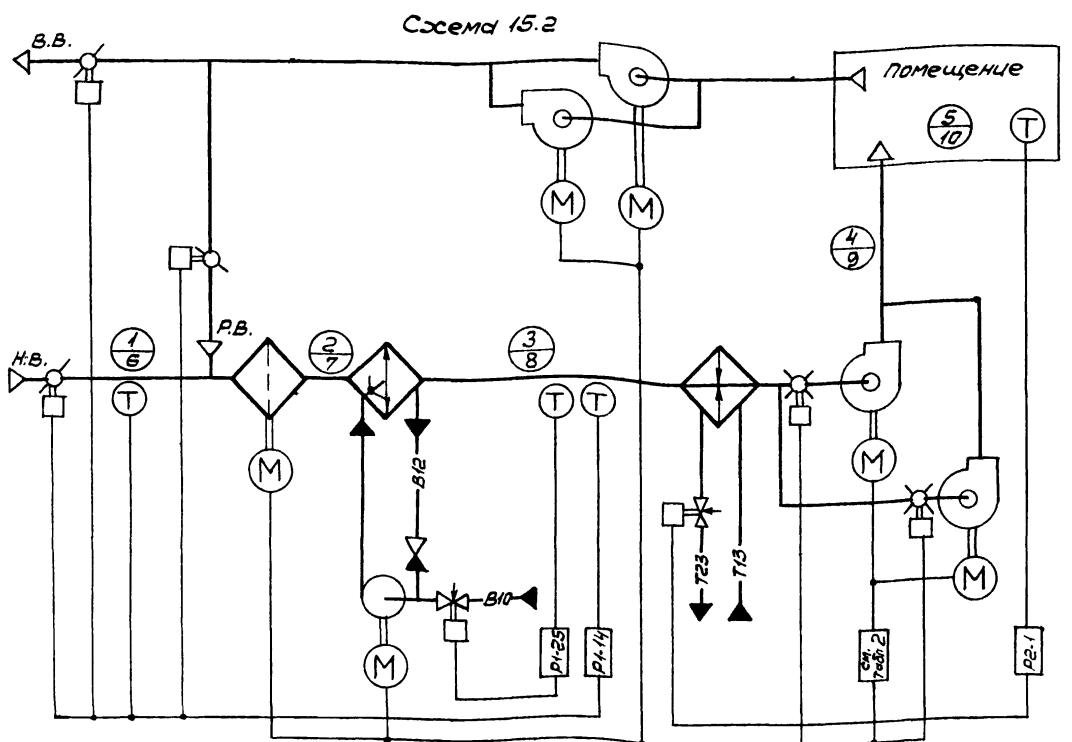 Схема 15.2
В.В.
Помещение
5
10
Т
М
М
4
9
Р.В.
Н.В.
1
6
2
7
3
8
Т
Т
Т
М
М
В12
Т23
Т13
М
В10
М
Р1-25
Р1-14
см.
табл 2
Р2-1